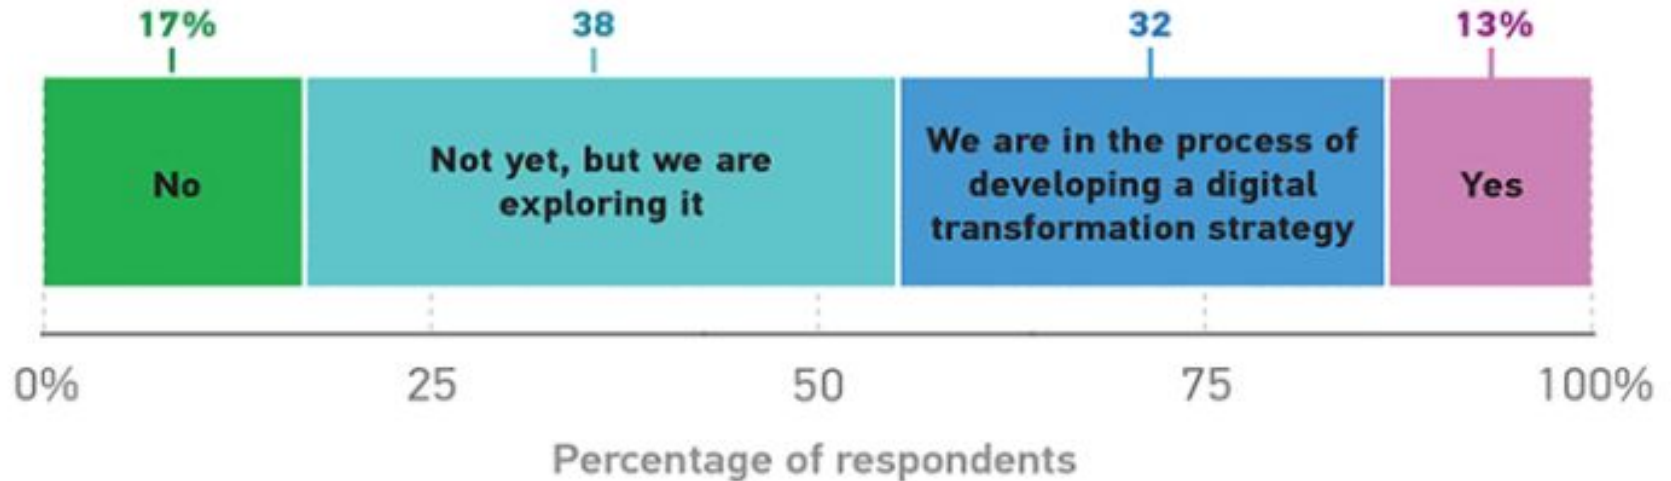 17%
38
32
13%
No
Not yet, but we are
exploring it
We are in the process of
developing a digital
transformation strategy
Yes
0%
25
50
75
100%
Percentage of respondents